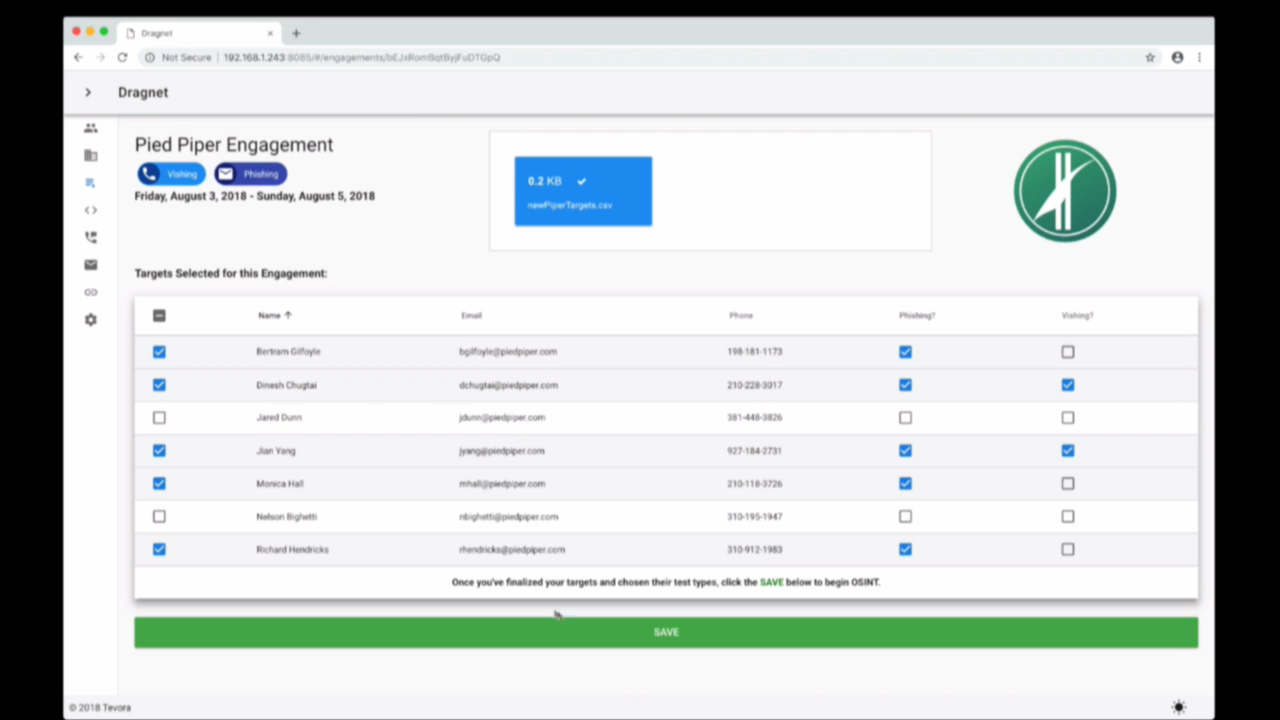 Dragnet
Not Secure | 192.168.1.243:8085/#/engagements/bEJxRomBqtByjFuDTGpQ
Dragnet
Pied Piper Engagement
Vishing Phishing
Friday, August 3, 2018 - Sunday, August 5, 2018
0.2 KB
newPiperTargets.csv
Targets Selected for this Engagement:
Name Email Phone Phishing? Vishing?
Bertram Gilfoyle bgilfoyle@piedpiper.com 198-181-1173
Dinesh Chugtai dchugtai@piedpiper.com 210-228-3017
Jared Dunn jdunn@piedpiper.com 381-448-3826
Jian Yang jyang@piedpiper.com 927-184-2731
Monica Hall mhall@piedpiper.com 210-118-3726
Nelson Bighetti nbighetti@piedpiper.com 310-195-1947
Richard Hendricks rhendricks@piedpiper.com 310-912-1983
Once you've finalized your targets and chosen their test types, click the SAVE below to begin OSINT.
SAVE
© 2018 Tevora